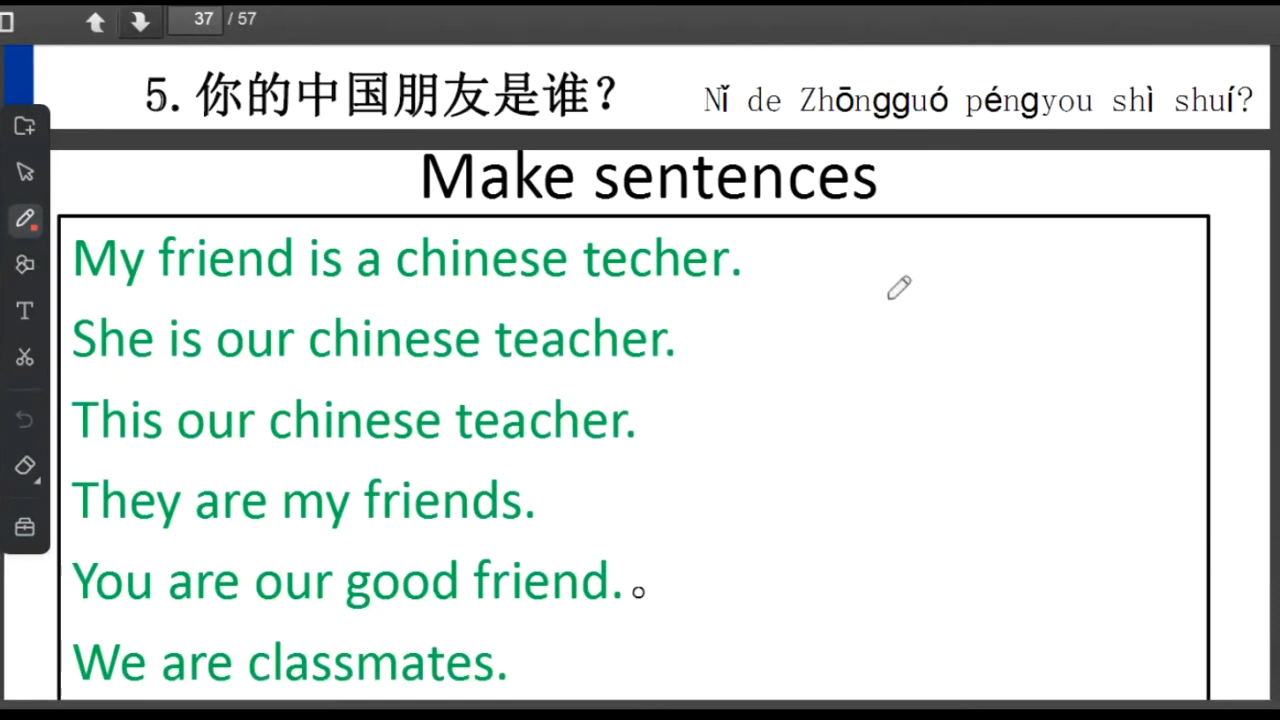 37 / 57
5. 你的中国朋友是谁? Nǐ de Zhōngguó péngyou shì shuí?
Make sentences
My friend is a chinese techer.
She is our chinese teacher.
This our chinese teacher.
They are my friends.
You are our good friend. 。
We are classmates.